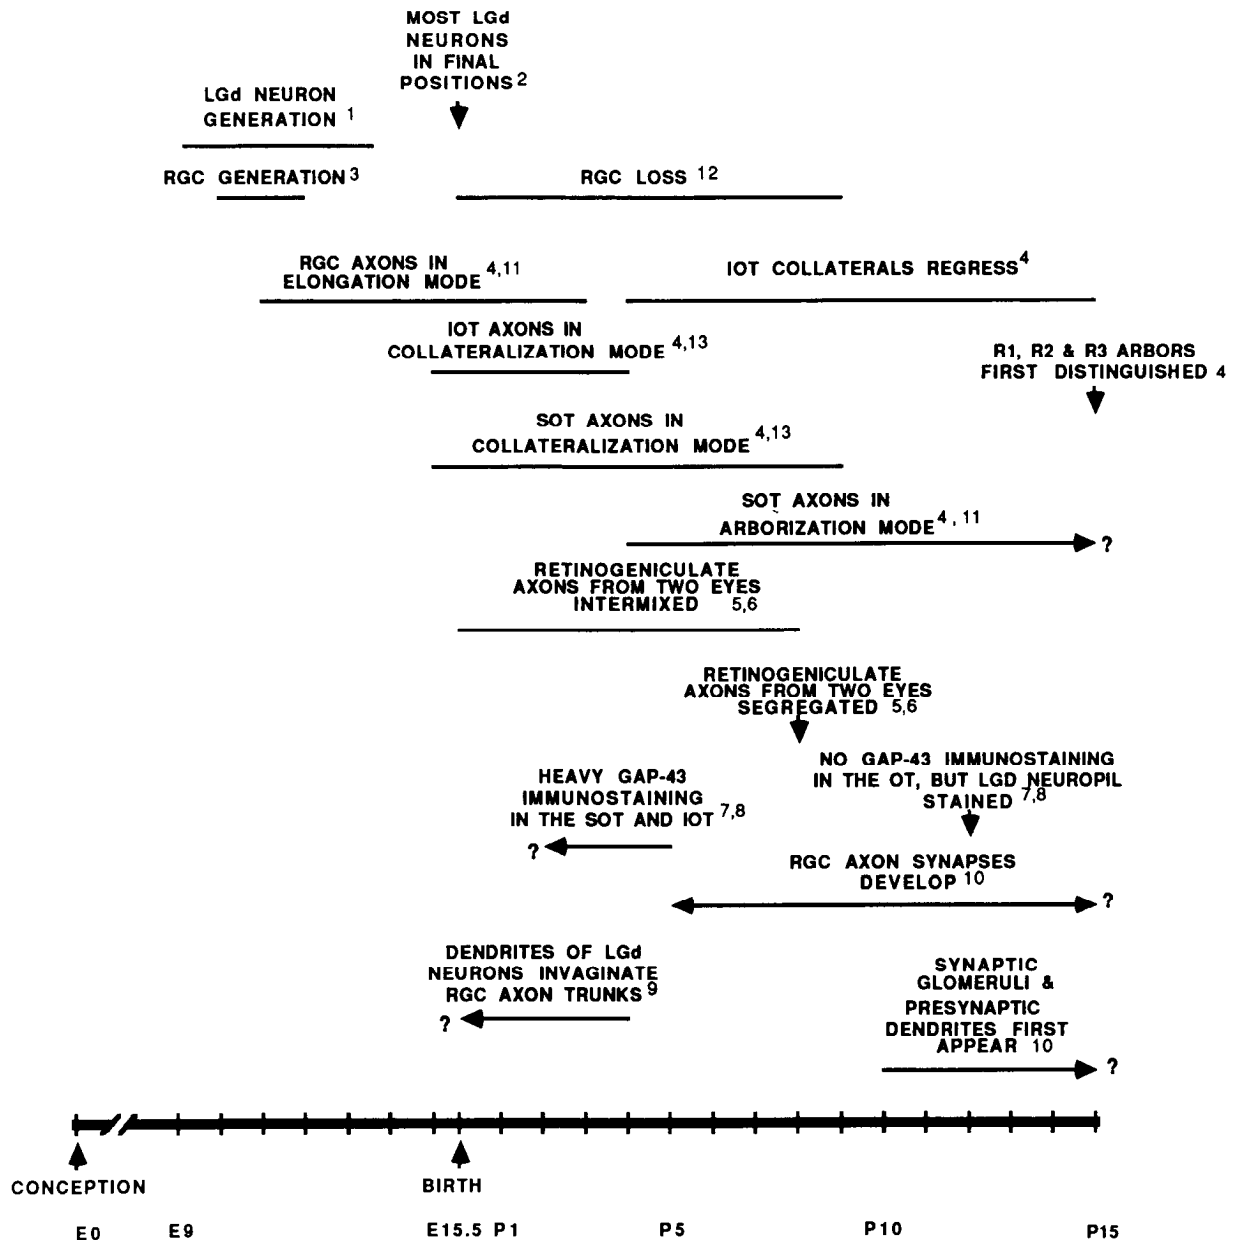 MOST LGd
NEURONS
IN FINAL
POSITIONS 2
LGd NEURON
GENERATION 1
RGC GENERATION 3
RGC LOSS 12
RGC AXONS IN
ELONGATION MODE 4,11
IOT COLLATERALS REGRESS 4
IOT AXONS IN
COLLATERALIZATION MODE 4,13
R1, R2 & R3 ARBORS
FIRST DISTINGUISHED 4
SOT AXONS IN
COLLATERALIZATION MODE 4,13
SOT AXONS IN
ARBORIZATION MODE 4,11
?
RETINOGENICULATE
AXONS FROM TWO EYES
INTERMIXED 5,6
RETINOGENICULATE
AXONS FROM TWO EYES
SEGREGATED 5,6
NO GAP-43 IMMUNOSTAINING
IN THE OT, BUT LGD NEUROPIL
STAINED 7,8
HEAVY GAP-43
IMMUNOSTAINING
IN THE SOT AND IOT 7,8
?
RGC AXON SYNAPSES
DEVELOP 10
?
DENDRITES OF LGd
NEURONS INVAGINATE
RGC AXON TRUNKS 9
?
SYNAPTIC
GLOMERULI &
PRESYNAPTIC
DENDRITES FIRST
APPEAR 10
?
CONCEPTION
BIRTH
E0 E9 E15.5 P1 P5 P10 P15